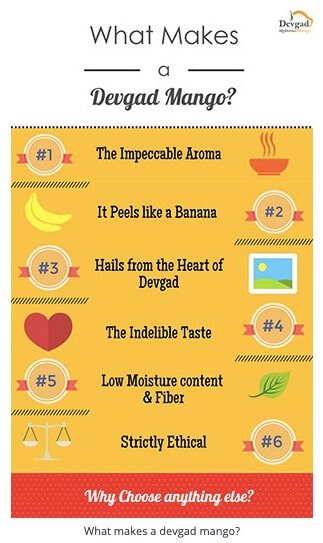 Devgad
Alphonso Mango
What Makes
a
Devgad Mango?
#1
The Impeccable Aroma
It Peels like a Banana
#2
#3
Hails from the Heart of
Devgad
The Indelible Taste
#4
#5
Low Moisture content
& Fiber
Strictly Ethical
#6
Why Choose anything else?
What makes a devgad mango?